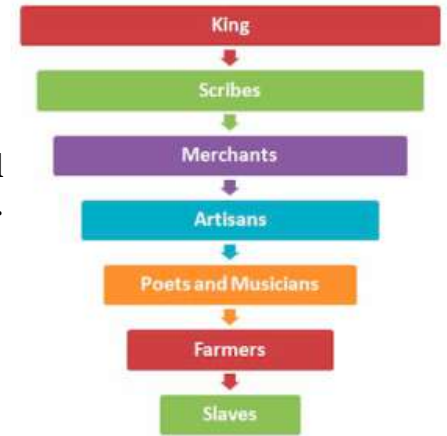 King
Scribes
Merchants
Artisans
Poets and Musicians
Farmers
Slaves